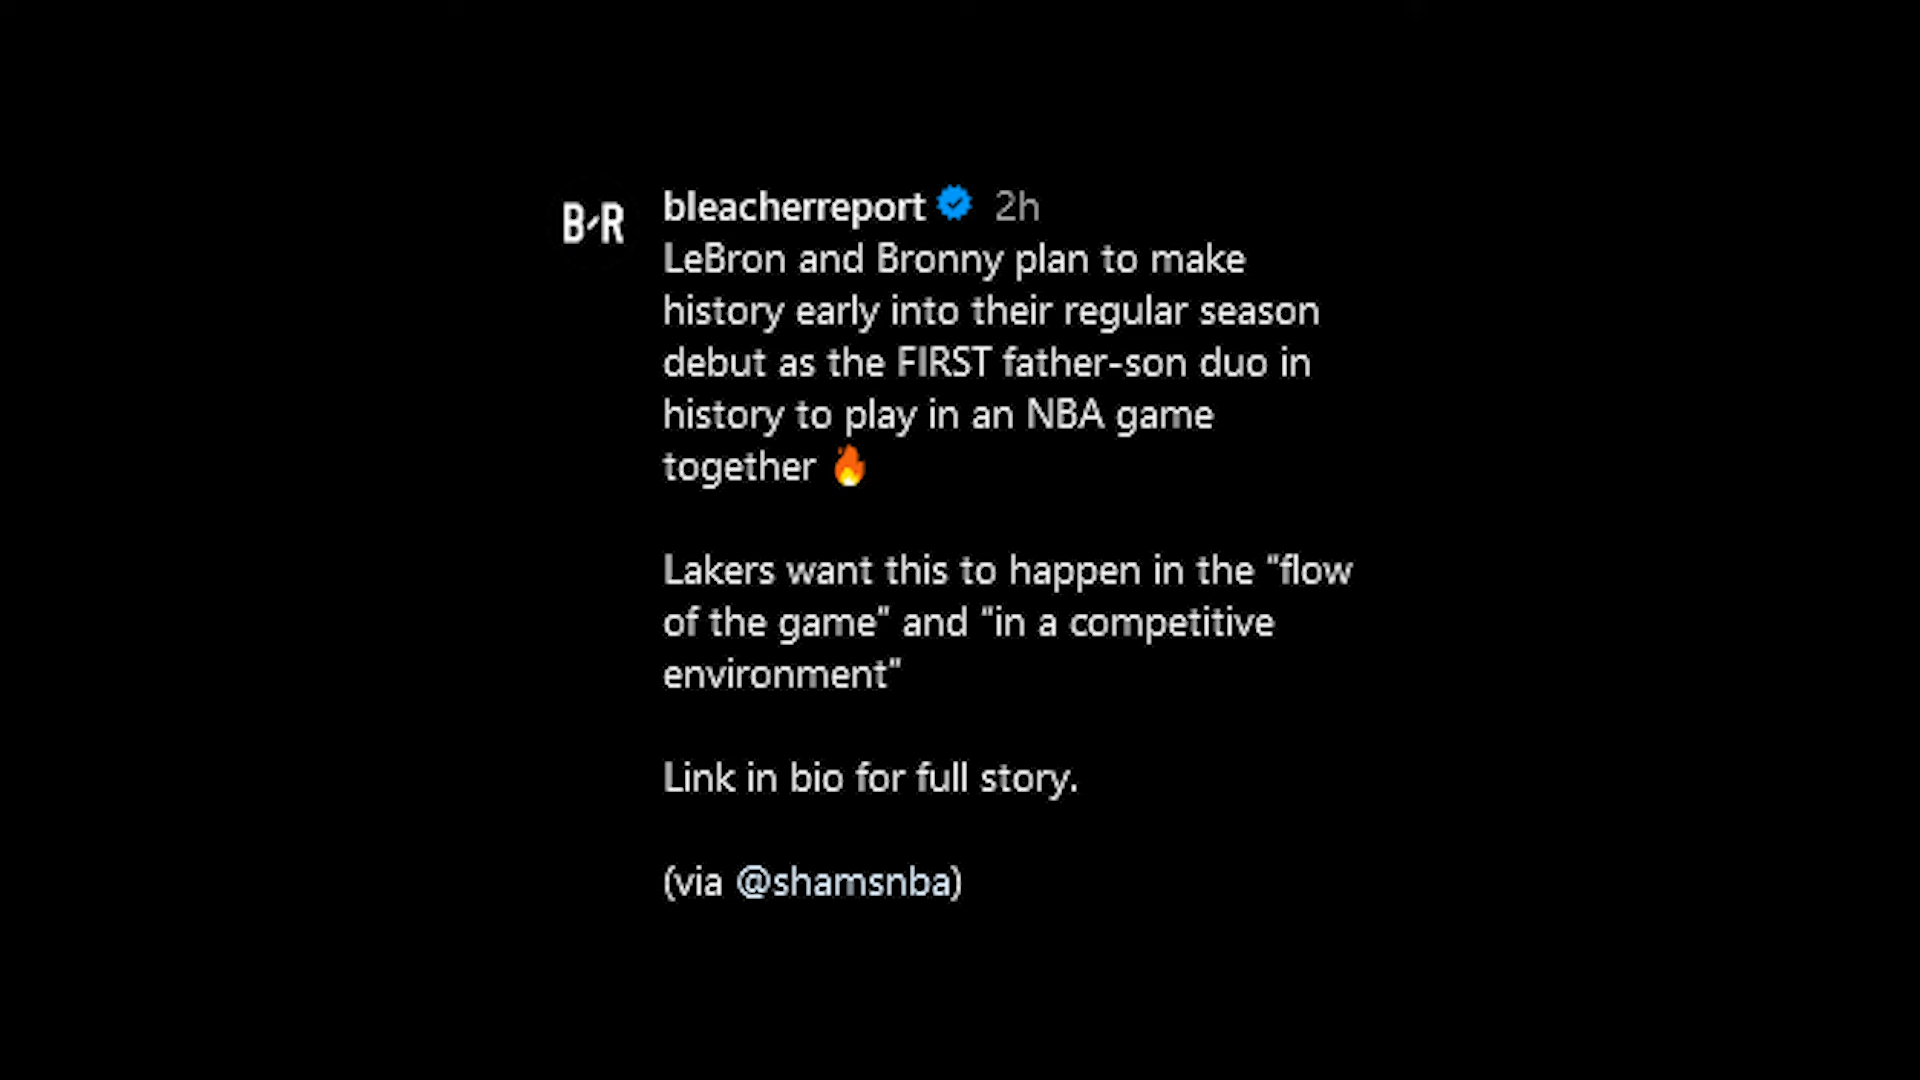 B/R
bleacherreport 2h
LeBron and Bronny plan to make
history early into their regular season
debut as the FIRST father-son duo in
history to play in an NBA game
together 🔥
Lakers want this to happen in the "flow
of the game" and "in a competitive
environment"
Link in bio for full story.
(via @shamsnba)